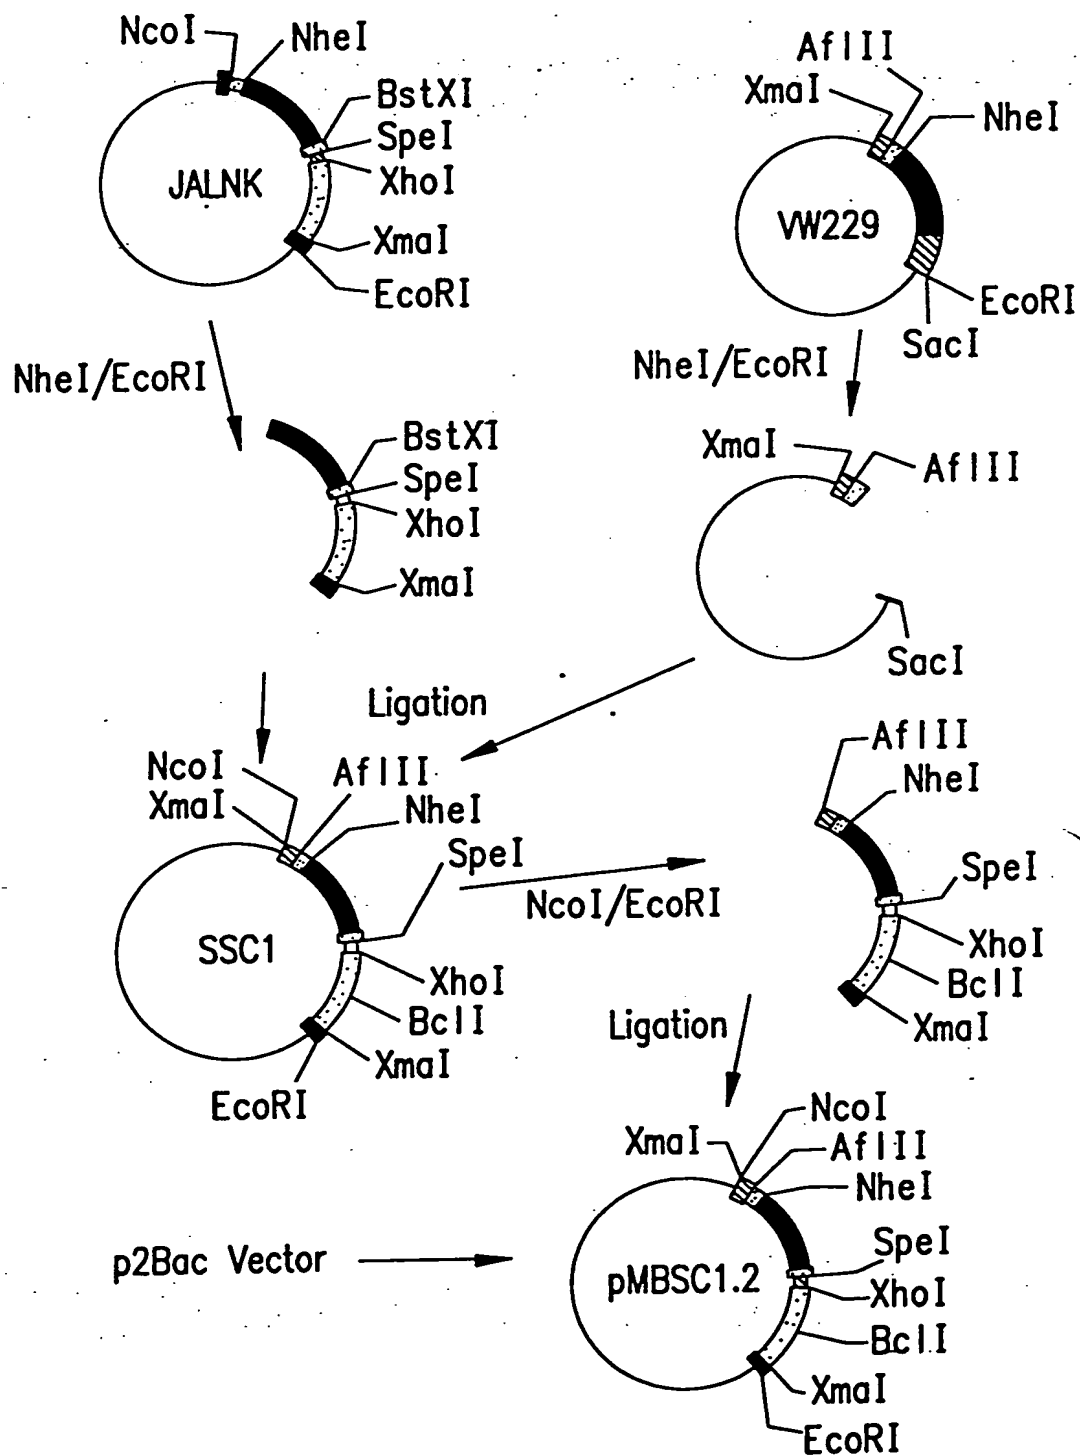 NcoI
NheI
BstXI
SpeI
XhoI
XmaI
EcoRI
JALNK
AflII
XmaI
NheI
VW229
EcoRI
SacI
NheI/EcoRI
NheI/EcoRI
BstXI
SpeI
XhoI
XmaI
XmaI
AflII
SacI
Ligation
NcoI
XmaI
AflII
NheI
SpeI
SSC1
XhoI
BclI
XmaI
EcoRI
NcoI/EcoRI
AflII
NheI
SpeI
XhoI
BclI
XmaI
Ligation
p2Bac Vector
NcoI
XmaI
AflII
NheI
SpeI
pMBSC1.2
XhoI
BclI
XmaI
EcoRI